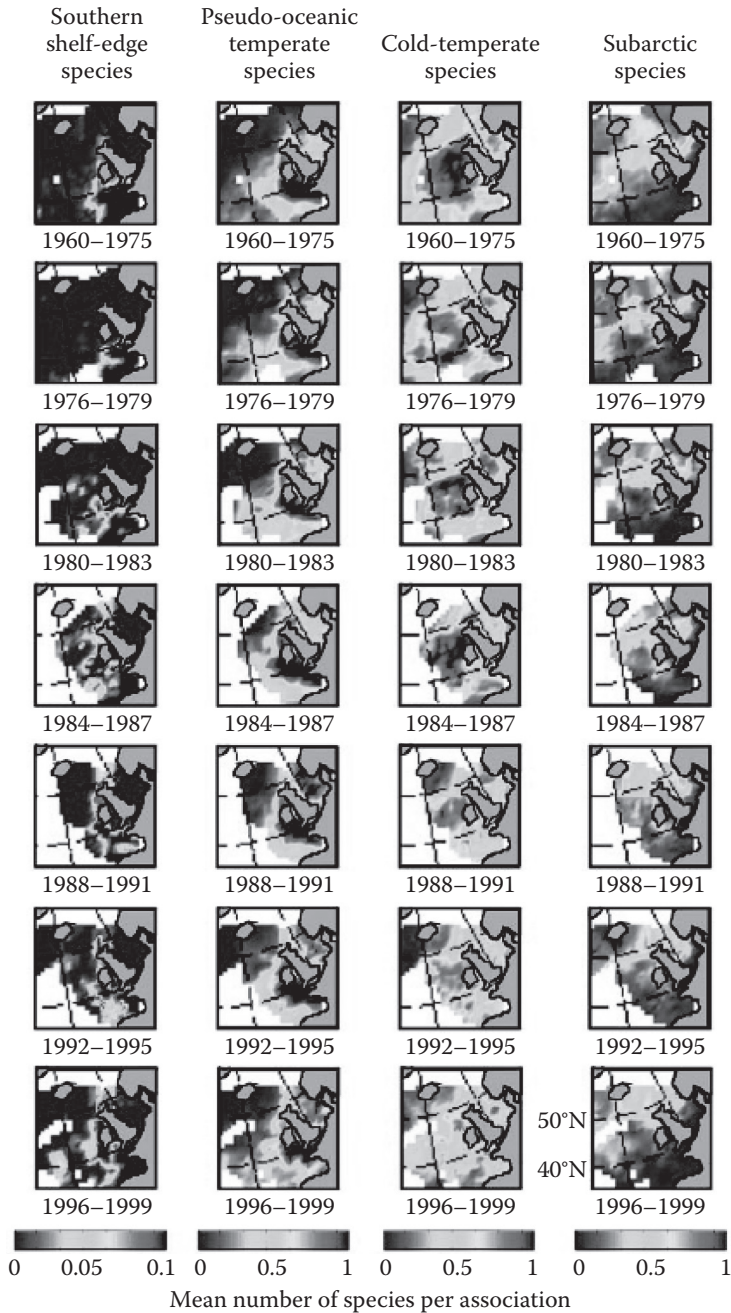 Southern
shelf-edge
species
Pseudo-oceanic
temperate
species
Cold-temperate
species
Subarctic
species
1960–1975 1960–1975 1960–1975 1960–1975
1976–1979 1976–1979 1976–1979 1976–1979
1980–1983 1980–1983 1980–1983 1980–1983
1984–1987 1984–1987 1984–1987 1984–1987
1988–1991 1988–1991 1988–1991 1988–1991
1992–1995 1992–1995 1992–1995 1992–1995
50°N
40°N
1996–1999 1996–1999 1996–1999 1996–1999
0 0.05 0.1 0 0.5 1 0 0.5 1 0 0.5 1
Mean number of species per association